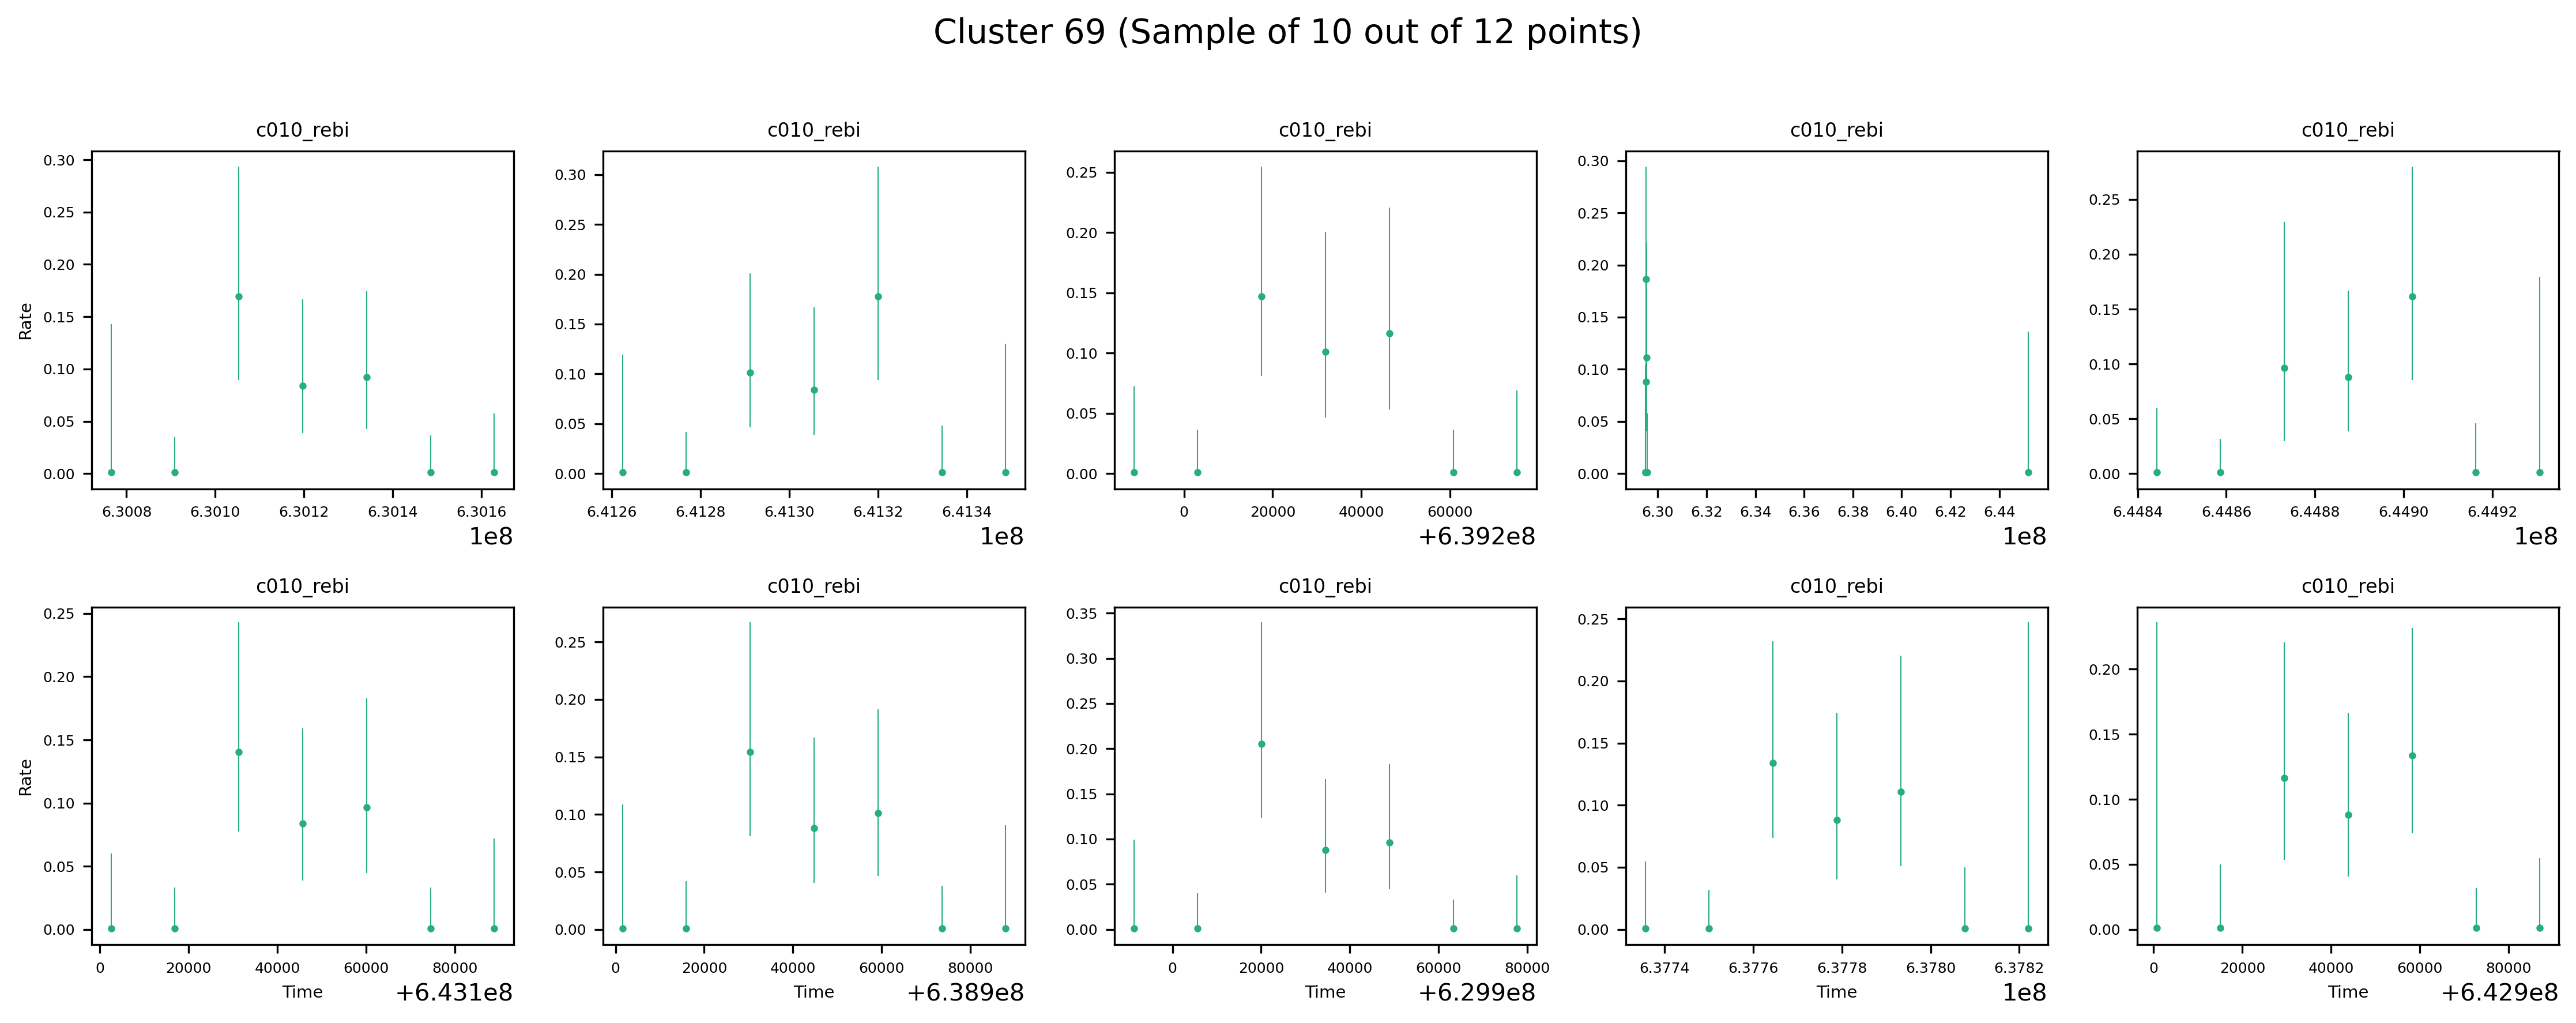 Cluster 69 (Sample of 10 out of 12 points)
c010_rebi c010_rebi c010_rebi c010_rebi c010_rebi
Rate
0.30 0.25 0.20 0.15 0.10 0.05 0.00
6.3008 6.3010 6.3012 6.3014 6.3016
1e8
0.30 0.25 0.20 0.15 0.10 0.05 0.00
6.4126 6.4128 6.4130 6.4132 6.4134
1e8
0.25 0.20 0.15 0.10 0.05 0.00
0 20000 40000 60000
+6.392e8
0.30 0.25 0.20 0.15 0.10 0.05 0.00
6.30 6.32 6.34 6.36 6.38 6.40 6.42 6.44
1e8
0.25 0.20 0.15 0.10 0.05 0.00
6.4484 6.4486 6.4488 6.4490 6.4492
1e8
c010_rebi c010_rebi c010_rebi c010_rebi c010_rebi
Rate
0.25 0.20 0.15 0.10 0.05 0.00
0 20000 40000 60000 80000
Time
+6.431e8
0.25 0.20 0.15 0.10 0.05 0.00
0 20000 40000 60000 80000
Time
+6.389e8
0.35 0.30 0.25 0.20 0.15 0.10 0.05 0.00
0 20000 40000 60000 80000
Time
+6.299e8
0.25 0.20 0.15 0.10 0.05 0.00
6.3774 6.3776 6.3778 6.3780 6.3782
Time
1e8
0.20 0.15 0.10 0.05 0.00
0 20000 40000 60000 80000
Time
+6.429e8